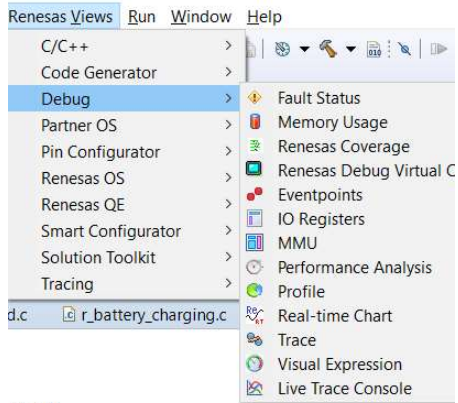 Renesas Views Run Window Help
C/C++
Code Generator
Debug
Partner OS
Pin Configurator
Renesas OS
Renesas QE
Smart Configurator
Solution Toolkit
Tracing
Fault Status
Memory Usage
Renesas Coverage
Renesas Debug Virtual C
Eventpoints
IO Registers
MMU
Performance Analysis
Profile
Real-time Chart
Trace
Visual Expression
Live Trace Console
d.c r_battery_charging.c